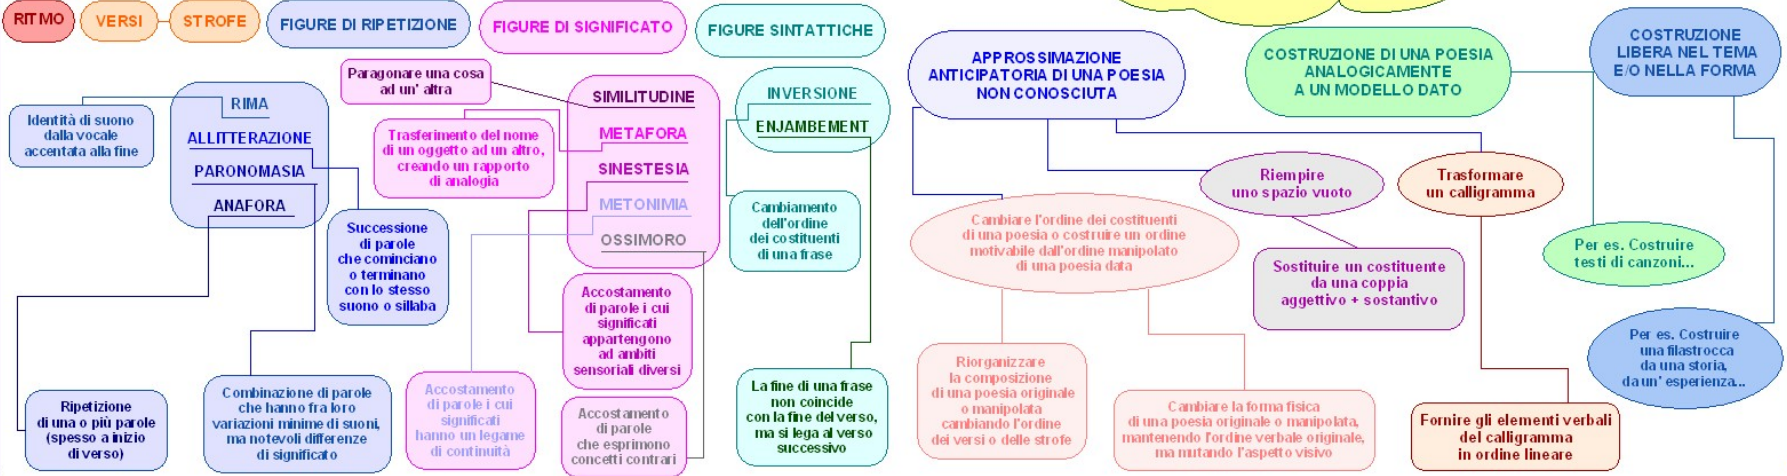 RITMO
VERSI
STROFE
FIGURE DI RIPETIZIONE
FIGURE DI SIGNIFICATO
FIGURE SINTATTICHE
RIMA
ALLITTERAZIONE
PARONOMASIA
ANAFORA
Identità di suono
dalla vocale
accentata alla fine
Successione
di parole
che cominciano
o terminano
con lo stesso
suono o sillaba
Ripetizione
di una o più parole
(spesso a inizio
di verso)
Combinazione di parole
che hanno fra loro
variazioni minime di suoni,
ma notevoli differenze
di significato
Paragonare una cosa
ad un' altra
SIMILITUDINE
METAFORA
SINESTESIA
METONIMIA
OSSIMORO
Trasferimento del nome
di un oggetto ad un altro,
creando un rapporto
di analogia
Accostamento
di parole i cui
significati
appartengono
ad ambiti
sensoriali diversi
Accostamento
di parole i cui
significati
hanno un legame
di continuità
Accostamento
di parole
che esprimono
concetti contrari
INVERSIONE
ENJAMBEMENT
Cambiamento
dell'ordine
dei costituenti
di una frase
La fine di una frase
non coincide
con la fine del verso,
ma si lega al verso
successivo
APPROSSIMAZIONE
ANTICIPATORIA DI UNA POESIA
NON CONOSCIUTA
COSTRUZIONE DI UNA POESIA
ANALOGICAMENTE
A UN MODELLO DATO
COSTRUZIONE
LIBERA NEL TEMA
E/O NELLA FORMA
Riempire
uno spazio vuoto
Trasformare
un calligramma
Cambiare l'ordine dei costituenti
di una poesia o costruire un ordine
motivabile dall'ordine manipolato
di una poesia data
Sostituire un costituente
da una coppia
aggettivo + sostantivo
Per es. Costruire
testi di canzoni...
Per es. Costruire
una filastrocca
da una storia,
da un' esperienza...
Riorganizzare
la composizione
di una poesia originale
o manipolata
cambiando l'ordine
dei versi o delle strofe
Cambiare la forma fisica
di una poesia originale o manipolata,
mantenendo l'ordine verbale originale,
ma mutando l'aspetto visivo
Fornire gli elementi verbali
del calligramma
in ordine lineare